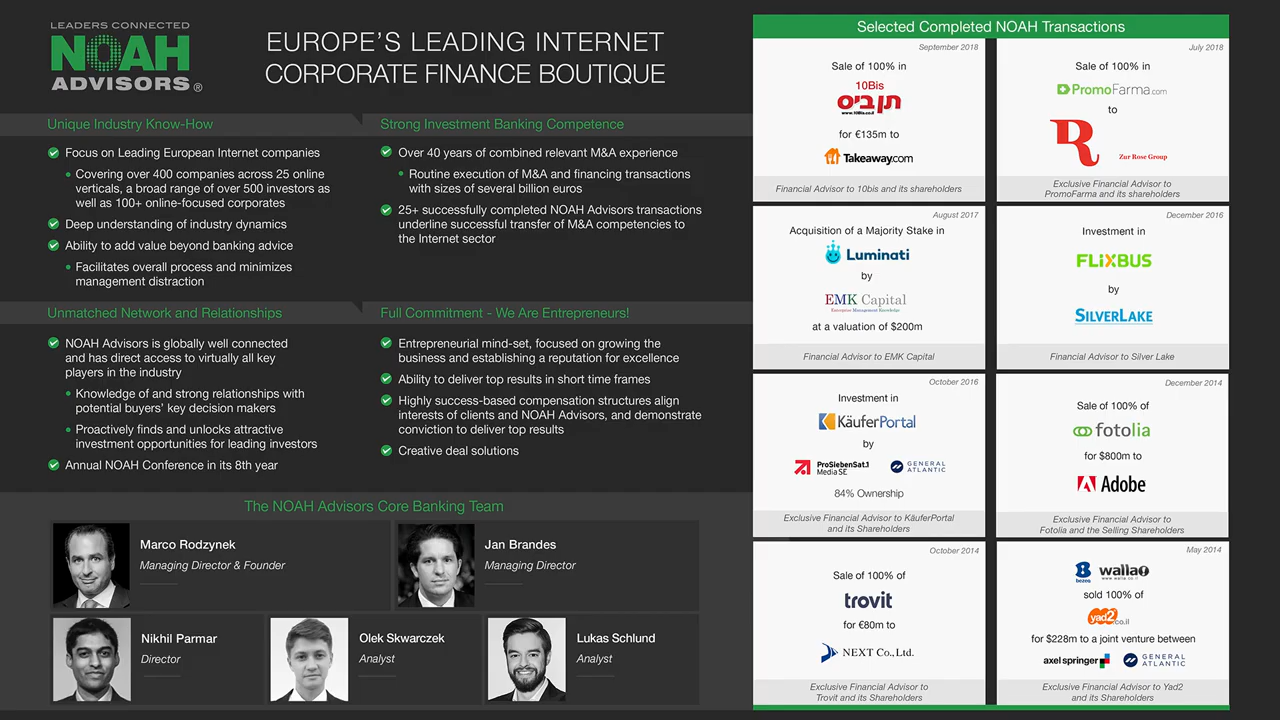 LEADERS CONNECTED
NOAH
ADVISORS®
EUROPE'S LEADING INTERNET
CORPORATE FINANCE BOUTIQUE
Unique Industry Know-How
Focus on Leading European Internet companies
Covering over 400 companies across 25 online
verticals, a broad range of over 500 investors as
well as 100+ online-focused corporates
Deep understanding of industry dynamics
Ability to add value beyond banking advice
Facilitates overall process and minimizes
management distraction
Strong Investment Banking Competence
Over 40 years of combined relevant M&A experience
Routine execution of M&A and financing transactions
with sizes of several billion euros
25+ successfully completed NOAH Advisors transactions
underline successful transfer of M&A competencies to
the Internet sector
Unmatched Network and Relationships
NOAH Advisors is globally well connected
and has direct access to virtually all key
players in the industry
Knowledge of and strong relationships with
potential buyers' key decision makers
Proactively finds and unlocks attractive
investment opportunities for leading investors
Annual NOAH Conference in its 8th year
Full Commitment - We Are Entrepreneurs!
Entrepreneurial mind-set, focused on growing the
business and establishing a reputation for excellence
Ability to deliver top results in short time frames
Highly success-based compensation structures align
interests of clients and NOAH Advisors, and demonstrate
conviction to deliver top results
Creative deal solutions
The NOAH Advisors Core Banking Team
Marco Rodzynek
Managing Director & Founder
Jan Brandes
Managing Director
Nikhil Parmar
Director
Olek Skwarczek
Analyst
Lukas Schlund
Analyst
Selected Completed NOAH Transactions
September 2018
Sale of 100% in
10Bis
תן ביס
www.10Bis.co.il
for €135m to
Takeaway.com
Financial Advisor to 10bis and its shareholders
July 2018
Sale of 100% in
PromoFarma.com
to
R
Zur Rose Group
Exclusive Financial Advisor to
PromoFarma and its shareholders
August 2017
Acquisition of a Majority Stake in
Luminati
by
EMK Capital
Enterprise Management Knowledge
at a valuation of $200m
Financial Advisor to EMK Capital
December 2016
Investment in
FLiXBUS
by
SILVERLAKE
Financial Advisor to Silver Lake
October 2016
Investment in
KäuferPortal
by
ProSiebenSat.1
Media SE
GENERAL
ATLANTIC
84% Ownership
Exclusive Financial Advisor to KäuferPortal
and its Shareholders
December 2014
Sale of 100% of
fotolia
for $800m to
Adobe
Exclusive Financial Advisor to
Fotolia and the Selling Shareholders
October 2014
Sale of 100% of
trovit
for €80m to
NEXT Co.,Ltd.
Exclusive Financial Advisor to
Trovit and its Shareholders
May 2014
Bezeq
walla!
www.walla.co.il
sold 100% of
yad2
co.il
for $228m to a joint venture between
axel springer
GENERAL
ATLANTIC
Exclusive Financial Advisor to Yad2
and its Shareholders